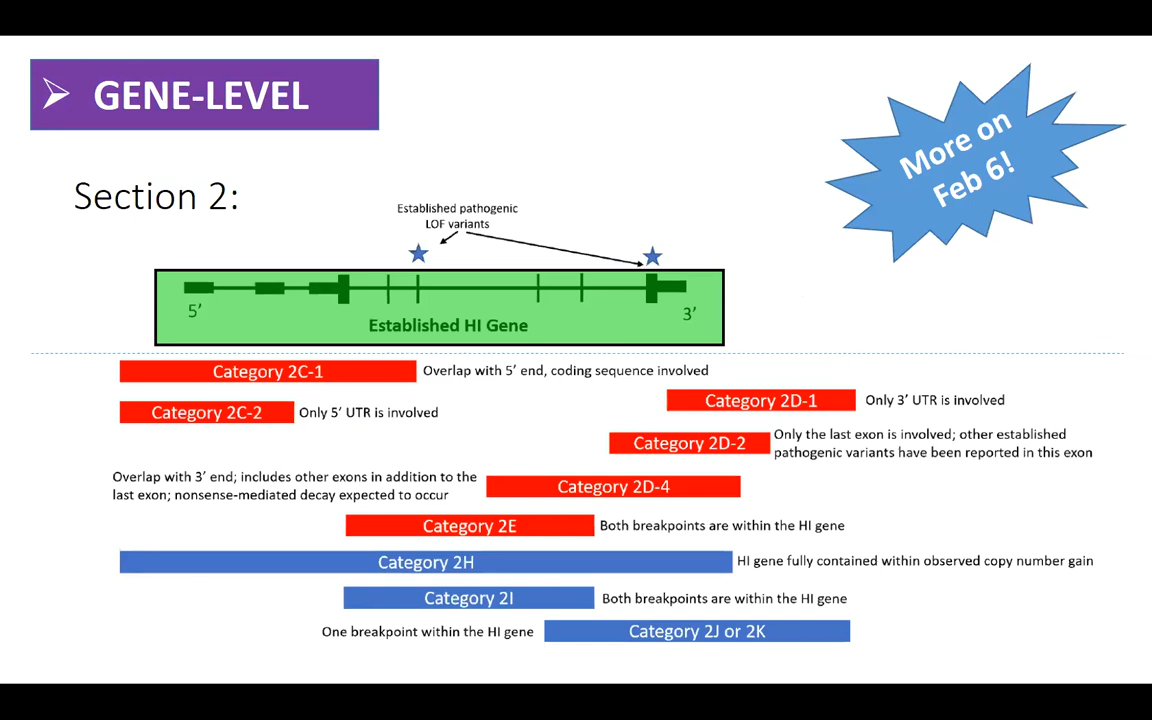 GENE-LEVEL
More on
Feb 6!
Section 2:
Established pathogenic
LOF variants
5’
3’
Established HI Gene
Category 2C-1
Overlap with 5’ end, coding sequence involved
Category 2D-1
Only 3’ UTR is involved
Category 2C-2
Only 5’ UTR is involved
Category 2D-2
Only the last exon is involved; other established
pathogenic variants have been reported in this exon
Overlap with 3’ end; includes other exons in addition to the
last exon; nonsense-mediated decay expected to occur
Category 2D-4
Category 2E
Both breakpoints are within the HI gene
Category 2H
HI gene fully contained within observed copy number gain
Category 2I
Both breakpoints are within the HI gene
One breakpoint within the HI gene
Category 2J or 2K